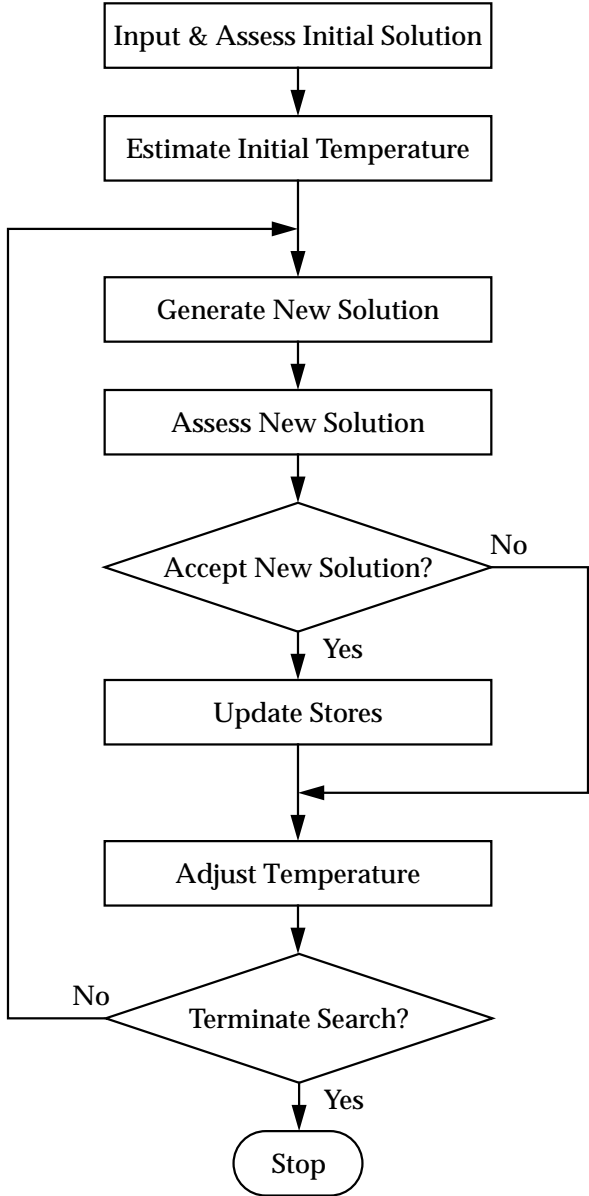 Input & Assess Initial Solution
Estimate Initial Temperature
Generate New Solution
Assess New Solution
Accept New Solution?
No
Yes
Update Stores
Adjust Temperature
No
Terminate Search?
Yes
Stop